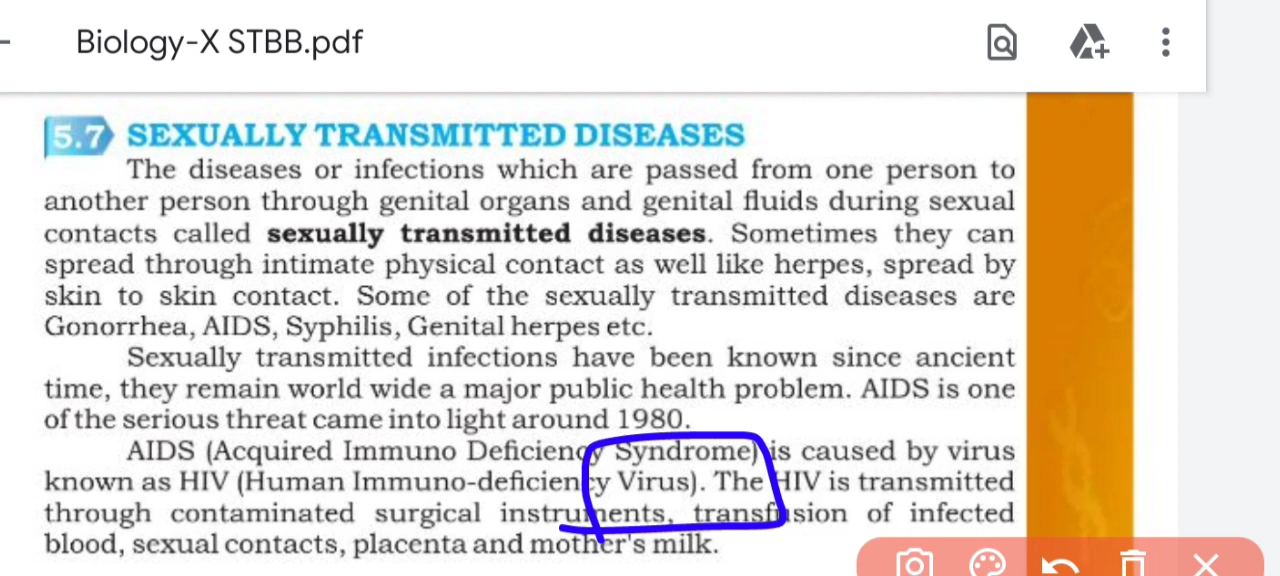 Biology-X STBB.pdf
5.7 SEXUALLY TRANSMITTED DISEASES
The diseases or infections which are passed from one person to
another person through genital organs and genital fluids during sexual
contacts called sexually transmitted diseases. Sometimes they can
spread through intimate physical contact as well like herpes, spread by
skin to skin contact. Some of the sexually transmitted diseases are
Gonorrhea, AIDS, Syphilis, Genital herpes etc.
Sexually transmitted infections have been known since ancient
time, they remain world wide a major public health problem. AIDS is one
of the serious threat came into light around 1980.
AIDS (Acquired Immuno Deficiency Syndrome) is caused by virus
known as HIV (Human Immuno-deficiency Virus). The HIV is transmitted
through contaminated surgical instruments, transfusion of infected
blood, sexual contacts, placenta and mother's milk.